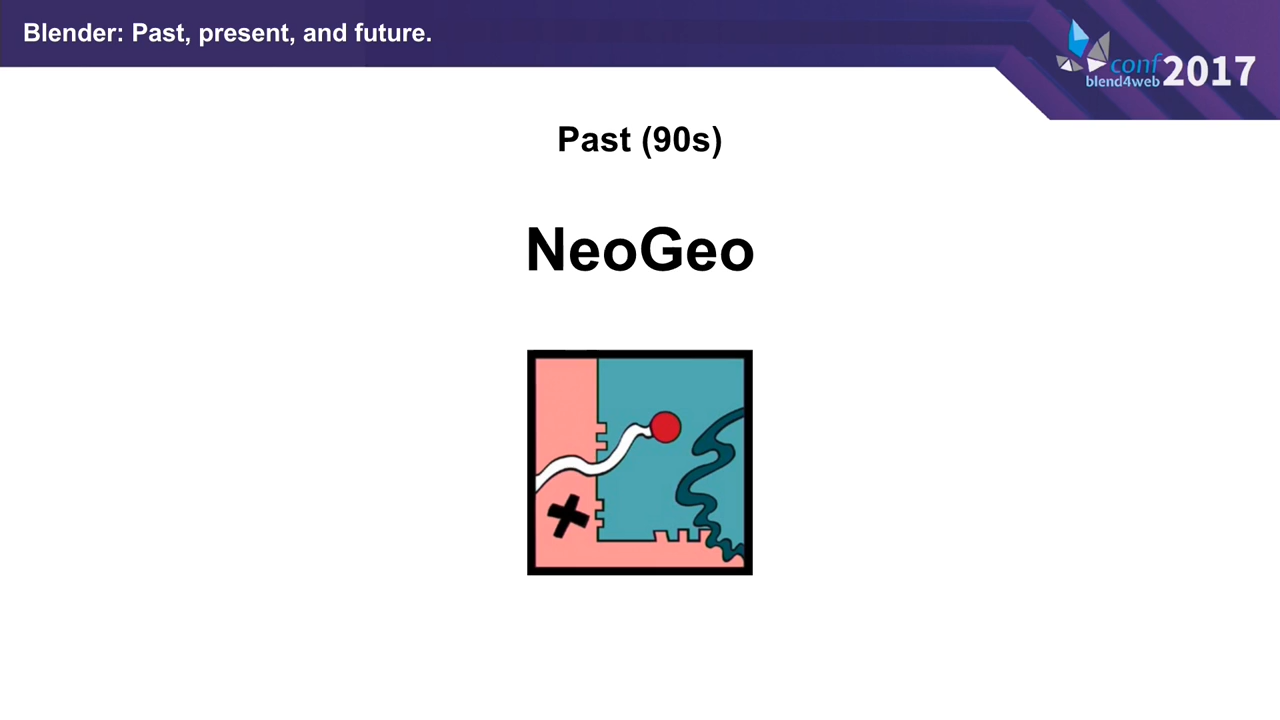 Blender: Past, present, and future.
conf
blend4web 2017
Past (90s)
NeoGeo